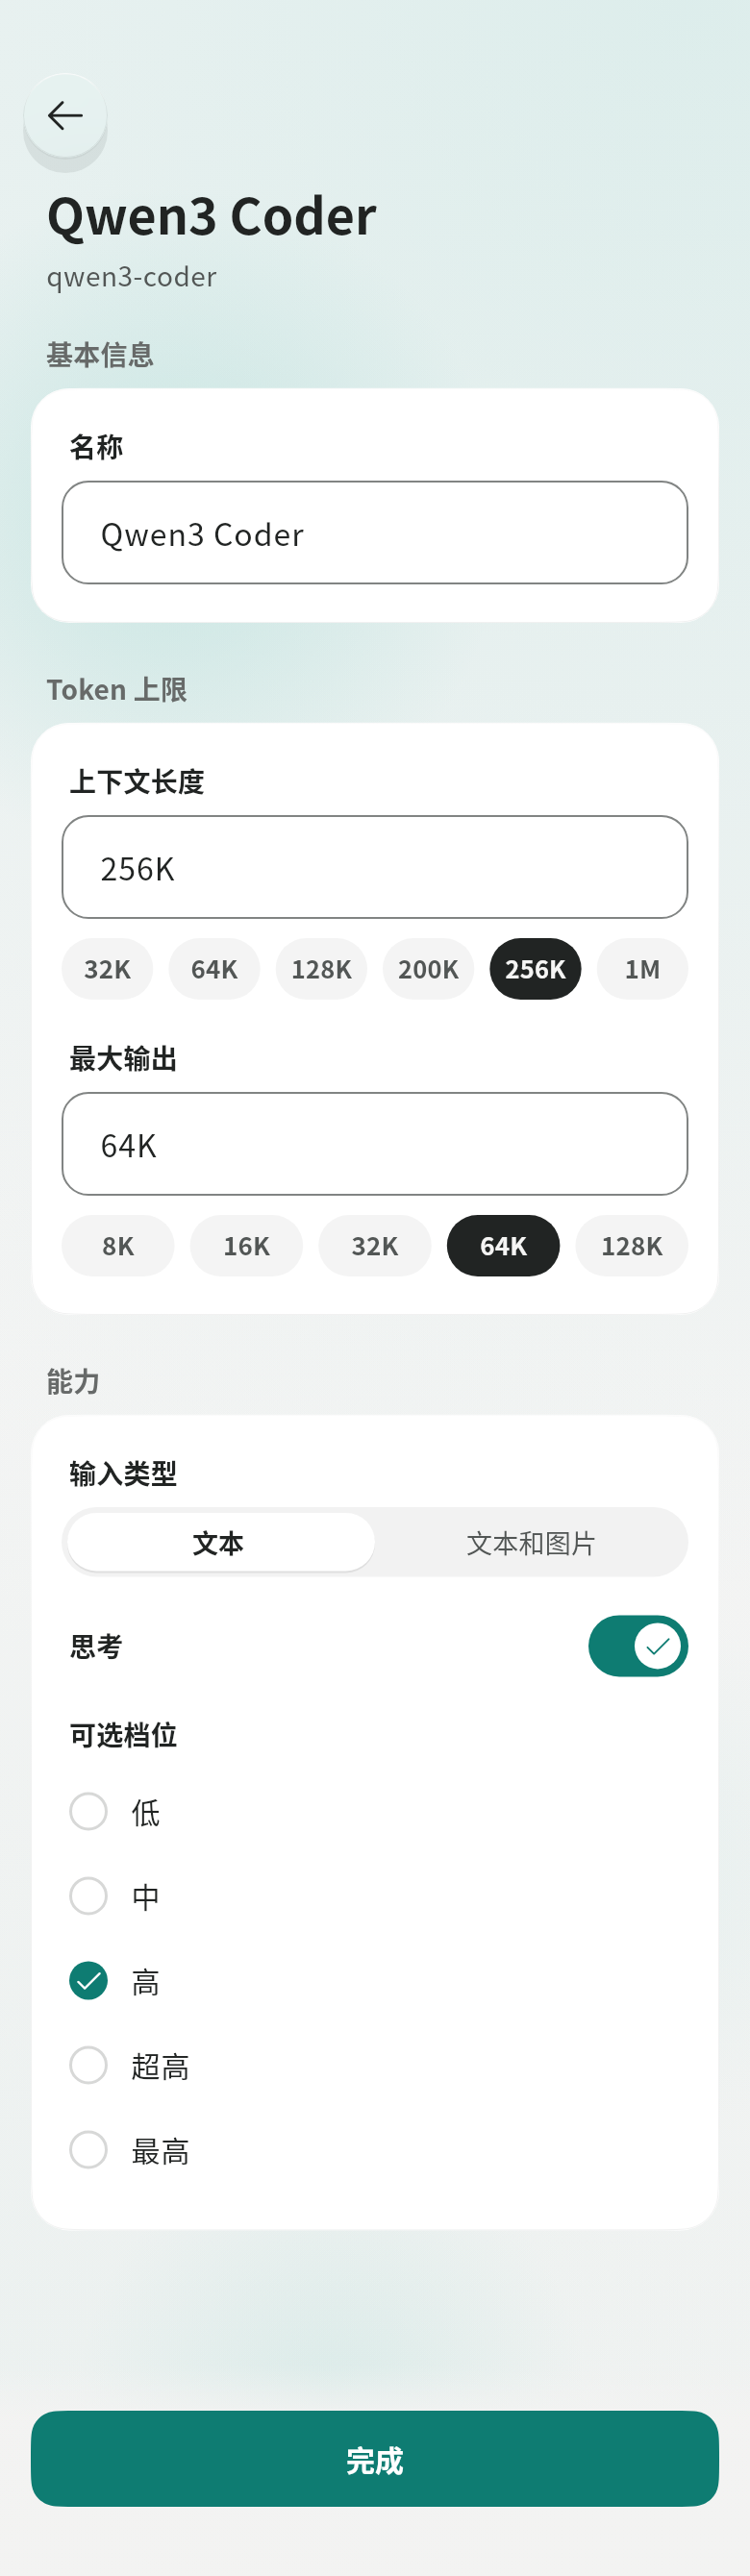 Qwen3 Coder
qwen3-coder
基本信息
名称
Qwen3 Coder
Token 上限
上下文长度
256K
32K 64K 128K 200K 256K 1M
最大输出
64K
8K 16K 32K 64K 128K
能力
输入类型
文本 文本和图片
思考
可选档位
低
中
高
超高
最高
完成